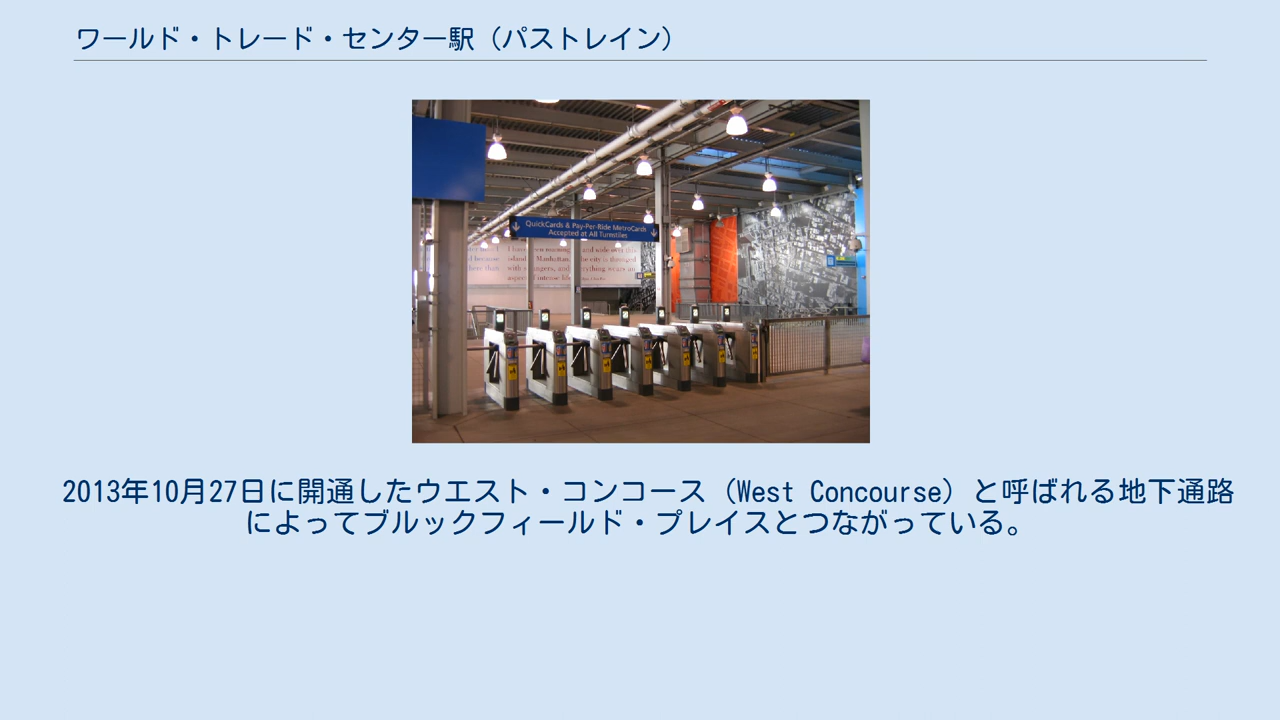 ワールド・トレード・センター駅（パストレイン）
QuickCards & Pay-Per-Ride MetroCards
Accepted at All Turnstiles
2013年10月27日に開通したウエスト・コンコース（West Concourse）と呼ばれる地下通路
によってブルックフィールド・プレイスとつながっている。